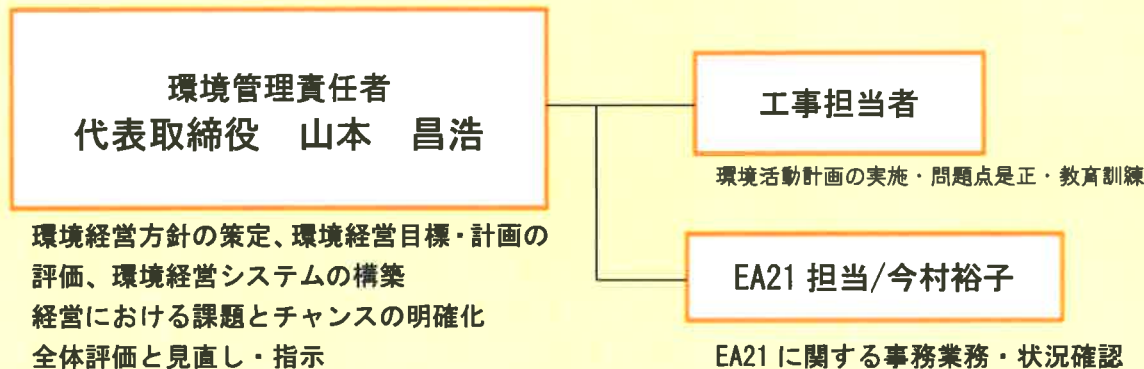 環境管理責任者
代表取締役　山本　昌浩
環境経営方針の策定、環境経営目標・計画の
評価、環境経営システムの構築
経営における課題とチャンスの明確化
全体評価と見直し・指示
工事担当者
環境活動計画の実施・問題点是正・教育訓練
EA21 担当/今村裕子
EA21 に関する事務業務・状況確認